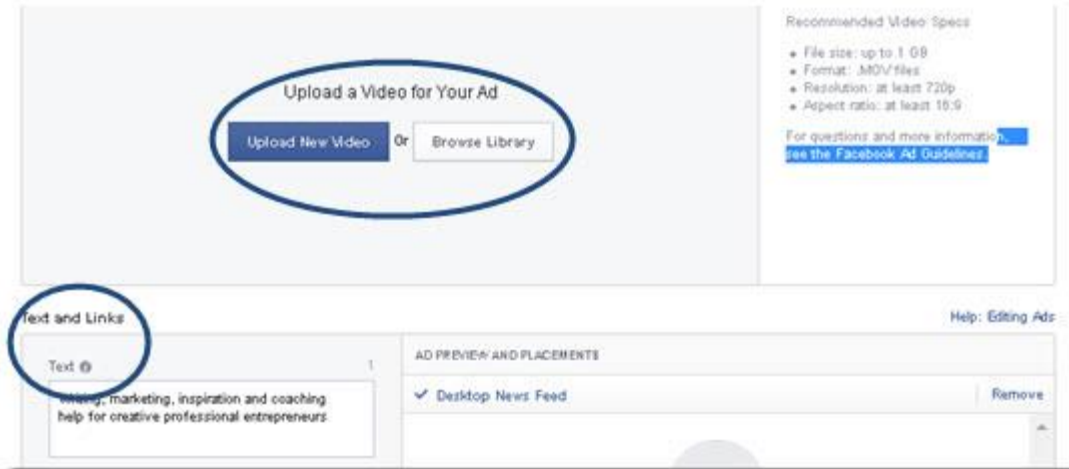 Recommended Video Specs
File size: up to 1 GB
Format: .MOV files
Resolution: at least 720p
Aspect ratio: at least 16:9
For questions and more information,
see the Facebook Ad Guidelines.
Upload a Video for Your Ad
Upload New Video Or Browse Library
Text and Links
Help: Editing Ads
Text 1
marketing, inspiration and coaching
help for creative professional entrepreneurs
AD PREVIEW AND PLACEMENTS
Desktop News Feed Remove